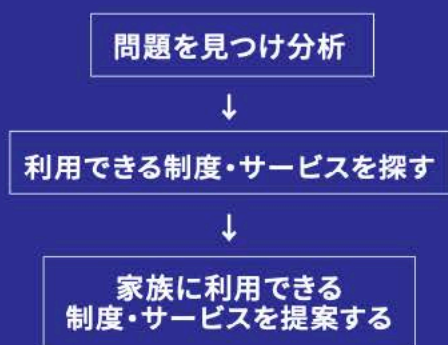 問題を見つけ分析
↓
利用できる制度・サービスを探す
↓
家族に利用できる
制度・サービスを提案する